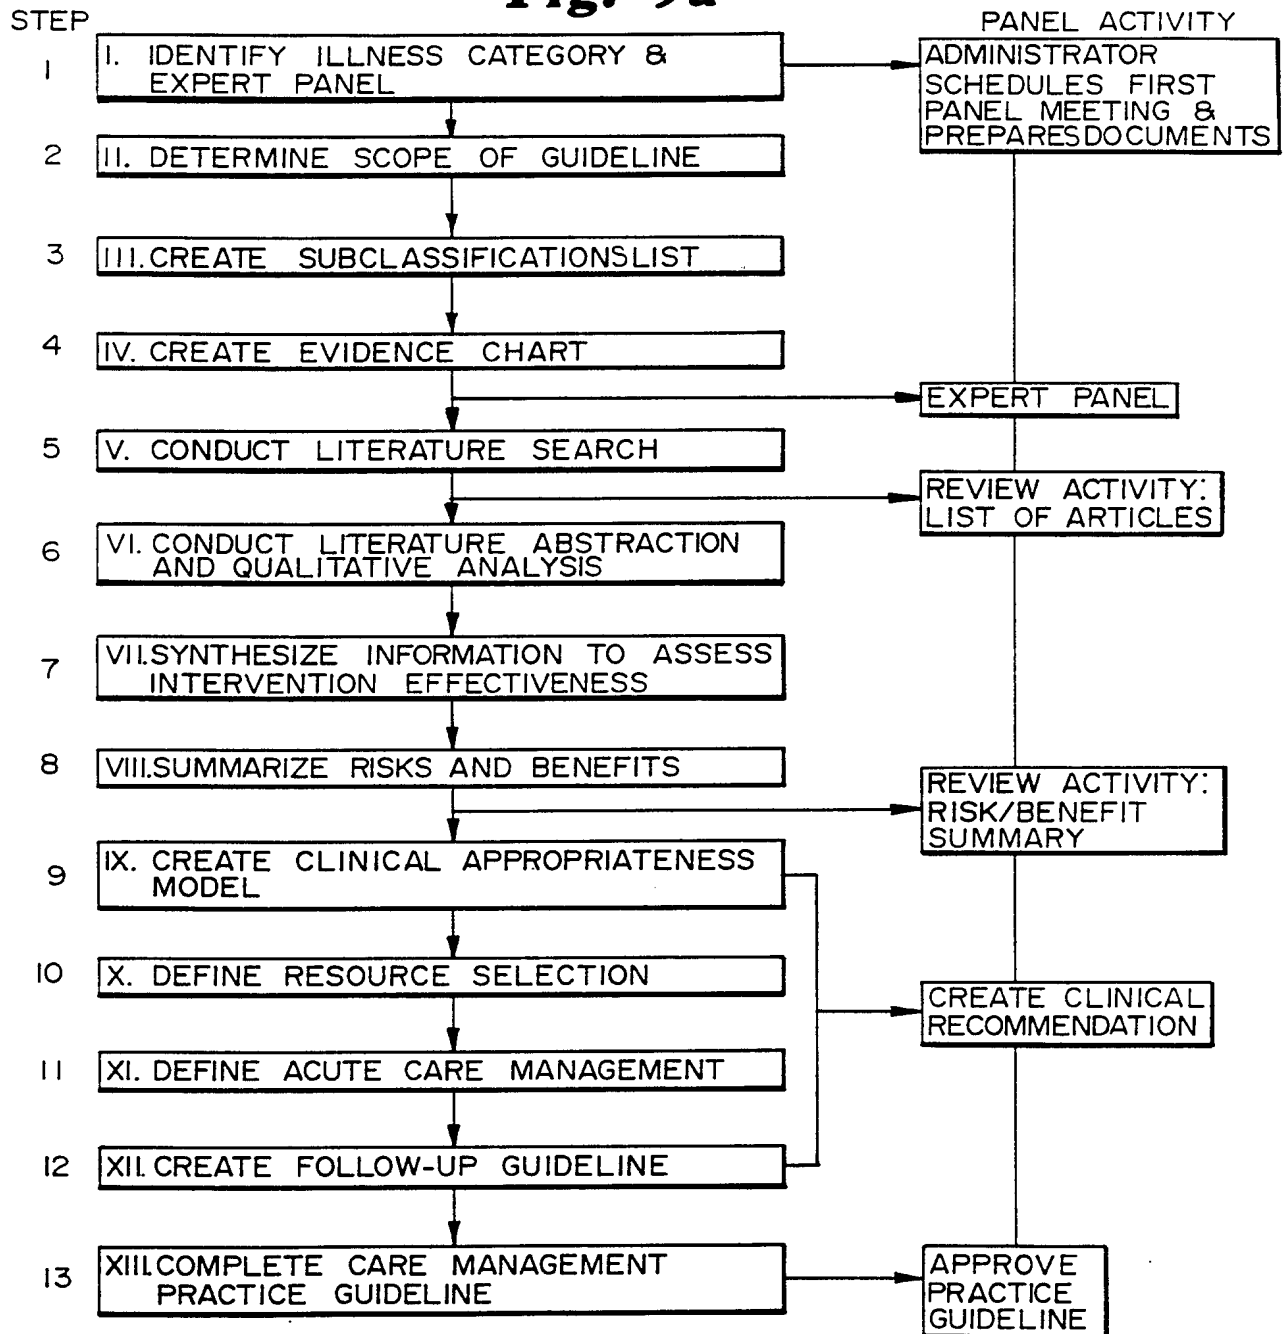 Fig. 9a
STEP
PANEL ACTIVITY
1
I. IDENTIFY ILLNESS CATEGORY &
EXPERT PANEL
ADMINISTRATOR
SCHEDULES FIRST
PANEL MEETING &
PREPARES DOCUMENTS
2
II. DETERMINE SCOPE OF GUIDELINE
3
III. CREATE SUBCLASSIFICATIONS LIST
4
IV. CREATE EVIDENCE CHART
EXPERT PANEL
5
V. CONDUCT LITERATURE SEARCH
REVIEW ACTIVITY:
LIST OF ARTICLES
6
VI. CONDUCT LITERATURE ABSTRACTION
AND QUALITATIVE ANALYSIS
7
VII. SYNTHESIZE INFORMATION TO ASSESS
INTERVENTION EFFECTIVENESS
8
VIII. SUMMARIZE RISKS AND BENEFITS
REVIEW ACTIVITY:
RISK/BENEFIT
SUMMARY
9
IX. CREATE CLINICAL APPROPRIATENESS
MODEL
10
X. DEFINE RESOURCE SELECTION
CREATE CLINICAL
RECOMMENDATION
11
XI. DEFINE ACUTE CARE MANAGEMENT
12
XII. CREATE FOLLOW-UP GUIDELINE
13
XIII. COMPLETE CARE MANAGEMENT
PRACTICE GUIDELINE
APPROVE
PRACTICE
GUIDELINE